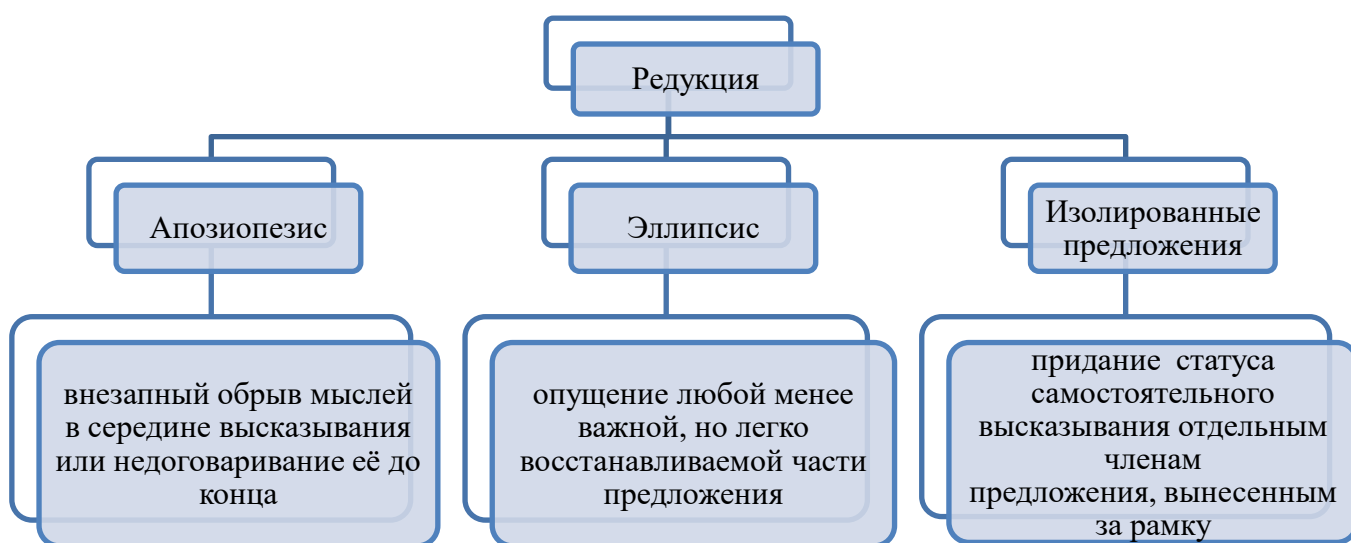 Редукция
Апозиопезис
Эллипсис
Изолированные
предложения
внезапный обрыв мыслей
в середине высказывания
или недоговаривание её до
конца
опущение любой менее
важной, но легко
восстанавливаемой части
предложения
придание статуса
самостоятельного
высказывания отдельным
членам
предложения, вынесенным
за рамку